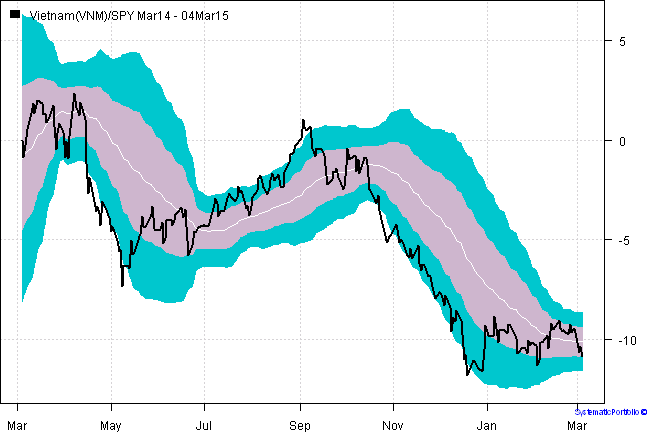 Vietnam(VNM)/SPY Mar14 - 04Mar15
5
0
-5
-10
Mar May Jul Sep Nov Jan Mar
SystematicPortfolio ©